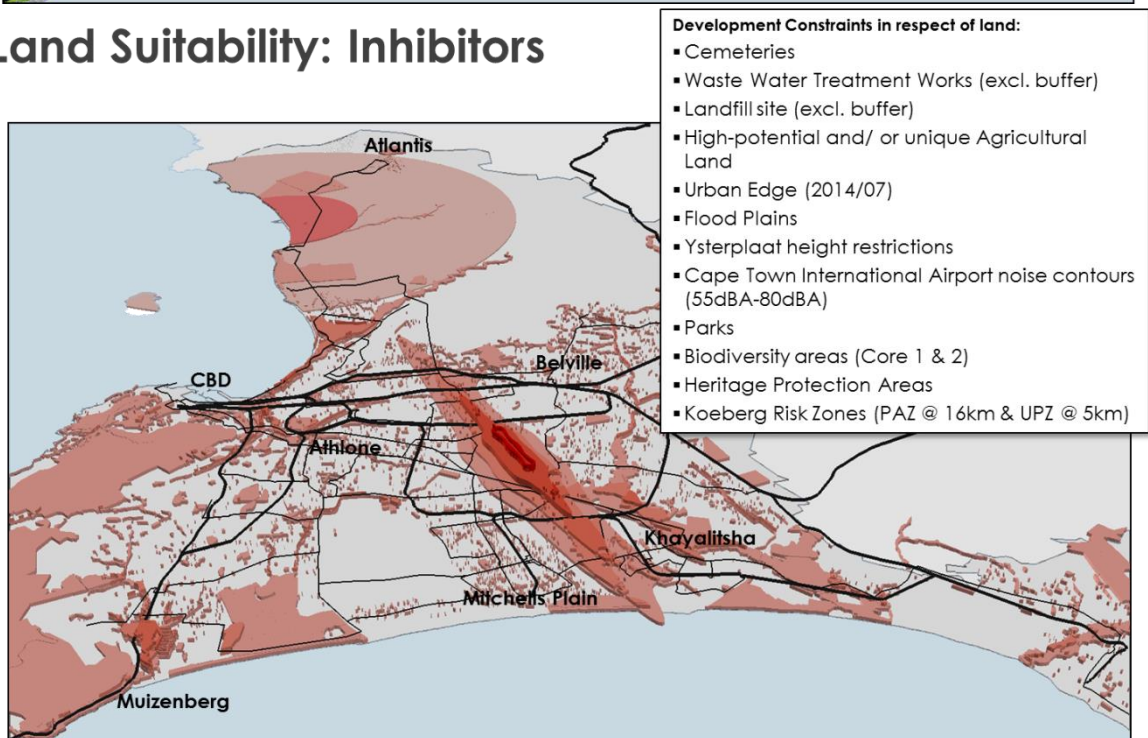 Land Suitability: Inhibitors
Development Constraints in respect of land:
▪ Cemeteries
▪ Waste Water Treatment Works (excl. buffer)
▪ Landfill site (excl. buffer)
▪ High-potential and/ or unique Agricultural
Land
▪ Urban Edge (2014/07)
▪ Flood Plains
▪ Ysterplaat height restrictions
▪ Cape Town International Airport noise contours
(55dBA-80dBA)
▪ Parks
▪ Biodiversity areas (Core 1 & 2)
▪ Heritage Protection Areas
▪ Koeberg Risk Zones (PAZ @ 16km & UPZ @ 5km)
Atlantis
Belville
CBD
Athlone
Khayalitsha
Mitchells Plain
Muizenberg